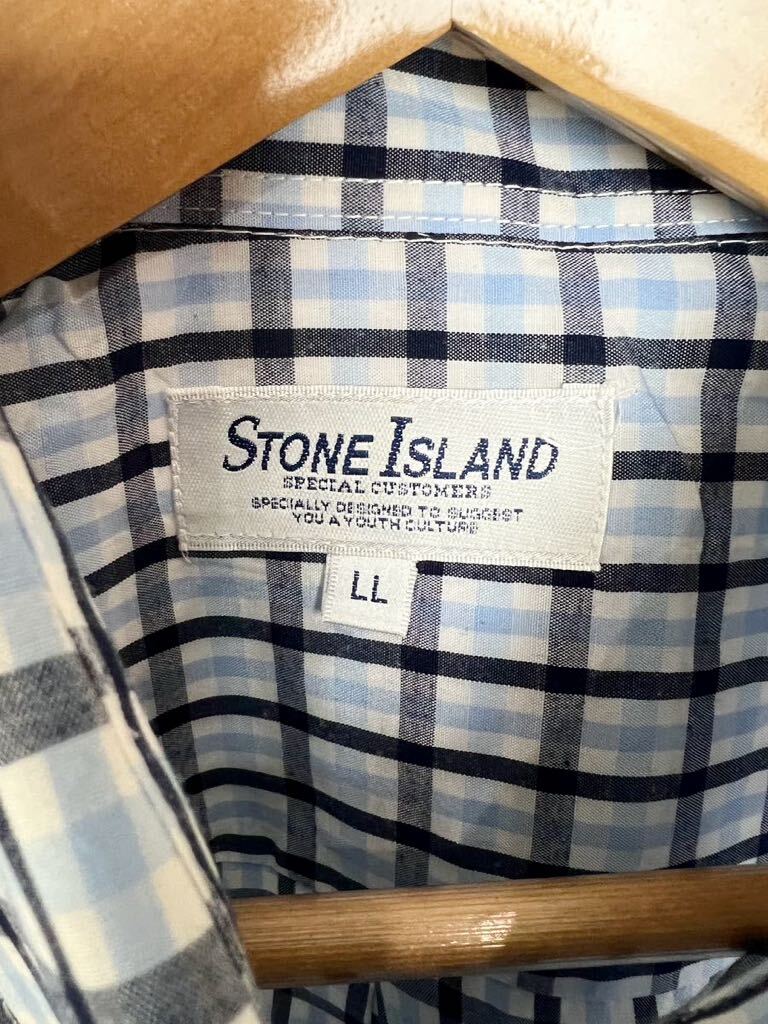 STONE ISLAND
SPECIAL CUSTOMERS
SPECIALLY DESIGNED TO SUGGEST
YOU A YOUTH CULTURE
LL